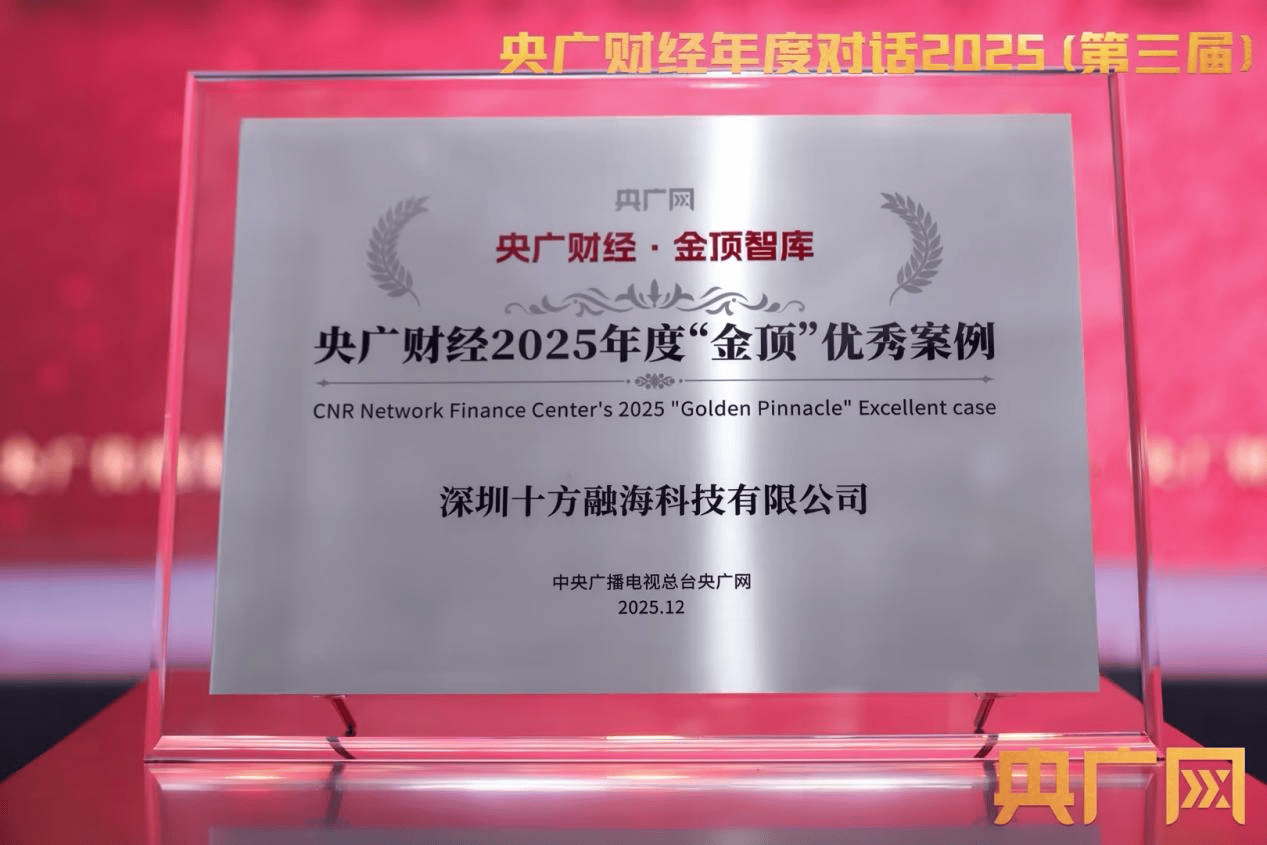 央广财经年度对话2025(第三届)
央广网
央广财经·金顶智库
央广财经2025年度“金顶”优秀案例
CNR Network Finance Center's 2025 "Golden Pinnacle" Excellent case
深圳十方融海科技有限公司
中央广播电视总台央广网
2025.12
央广网